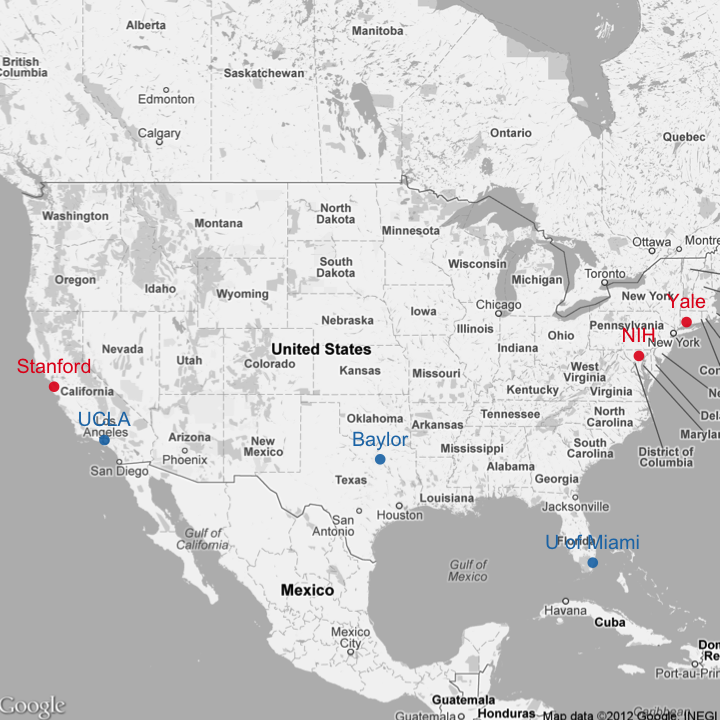 Alberta
Manitoba
British
Columbia
Saskatchewan
Edmonton
Calgary
Ontario
Quebec
Washington
North
Dakota
Montana
Minnesota
Ottawa
Montre
South
Dakota
Wisconsin
Oregon
Idaho
Michigan
Toronto
Wyoming
New York
Yale
Chicago
Iowa
Nebraska
Illinois
Pennsylvania
NIH
New York
Ohio
Nevada
United States
Indiana
Stanford
Utah
Colorado
Kansas
Missouri
West
Virginia
Con
California
Kentucky
Virginia
Ne
UCLA
Los
Angeles
Oklahoma
Tennessee
North
Carolina
Del
Arizona
New
Mexico
Baylor
Arkansas
Marylan
Phoenix
Mississippi
South
Carolina
District of
Columbia
San Diego
Texas
Alabama
Georgia
Louisiana
Jacksonville
San
Antonio
Houston
Gulf of
California
Florida
U of Miami
Gulf of
Mexico
Mexico
Havana
Cuba
Mexico
City
Dom
Re
Port-au-Prin
Google
Guatemala
Guatemala
Honduras
Caribbean
Map data ©2012 Google, INEGI